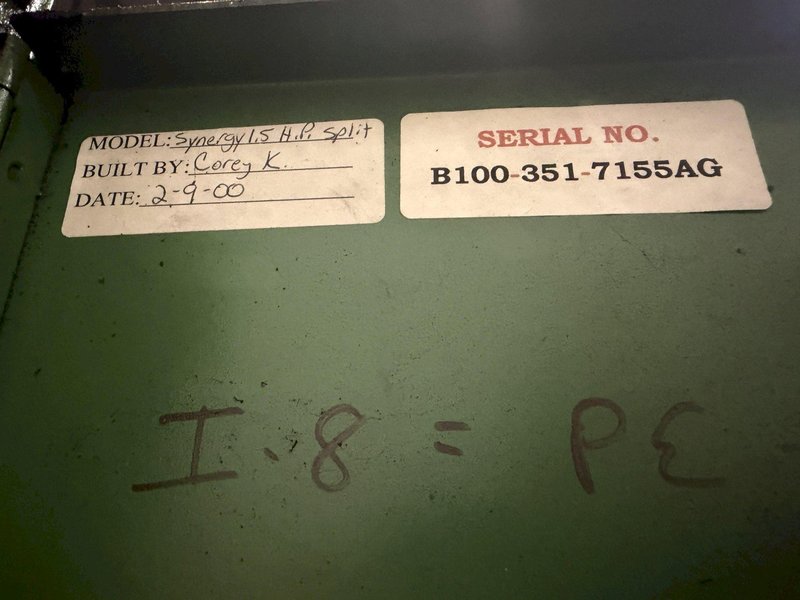 MODEL: Synergy 1.5 H.P. split
BUILT BY: Corey K.
DATE: 2-9-00
SERIAL NO.
B100-351-7155AG
I.8 = PE